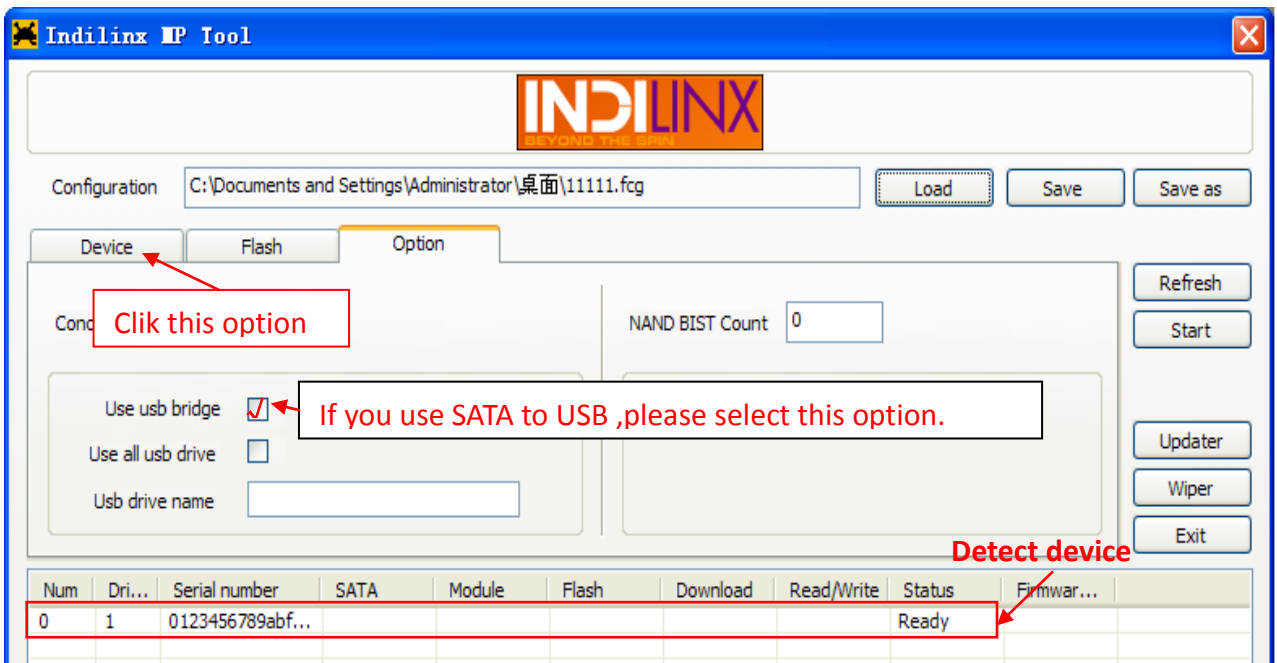 Indilinx MP Tool
INDILINX
BEYOND THE SPIN
Configuration C:\Documents and Settings\Administrator\桌面\11111.fcg Load Save Save as
Device Flash Option
Refresh
Clik this option
NAND BIST Count 0
Start
Use usb bridge If you use SATA to USB ,please select this option.
Use all usb drive
Updater
Usb drive name
Wiper
Exit
Detect device
Num Dri... Serial number SATA Module Flash Download Read/Write Status Firmwar...
0 1 0123456789abf... Ready